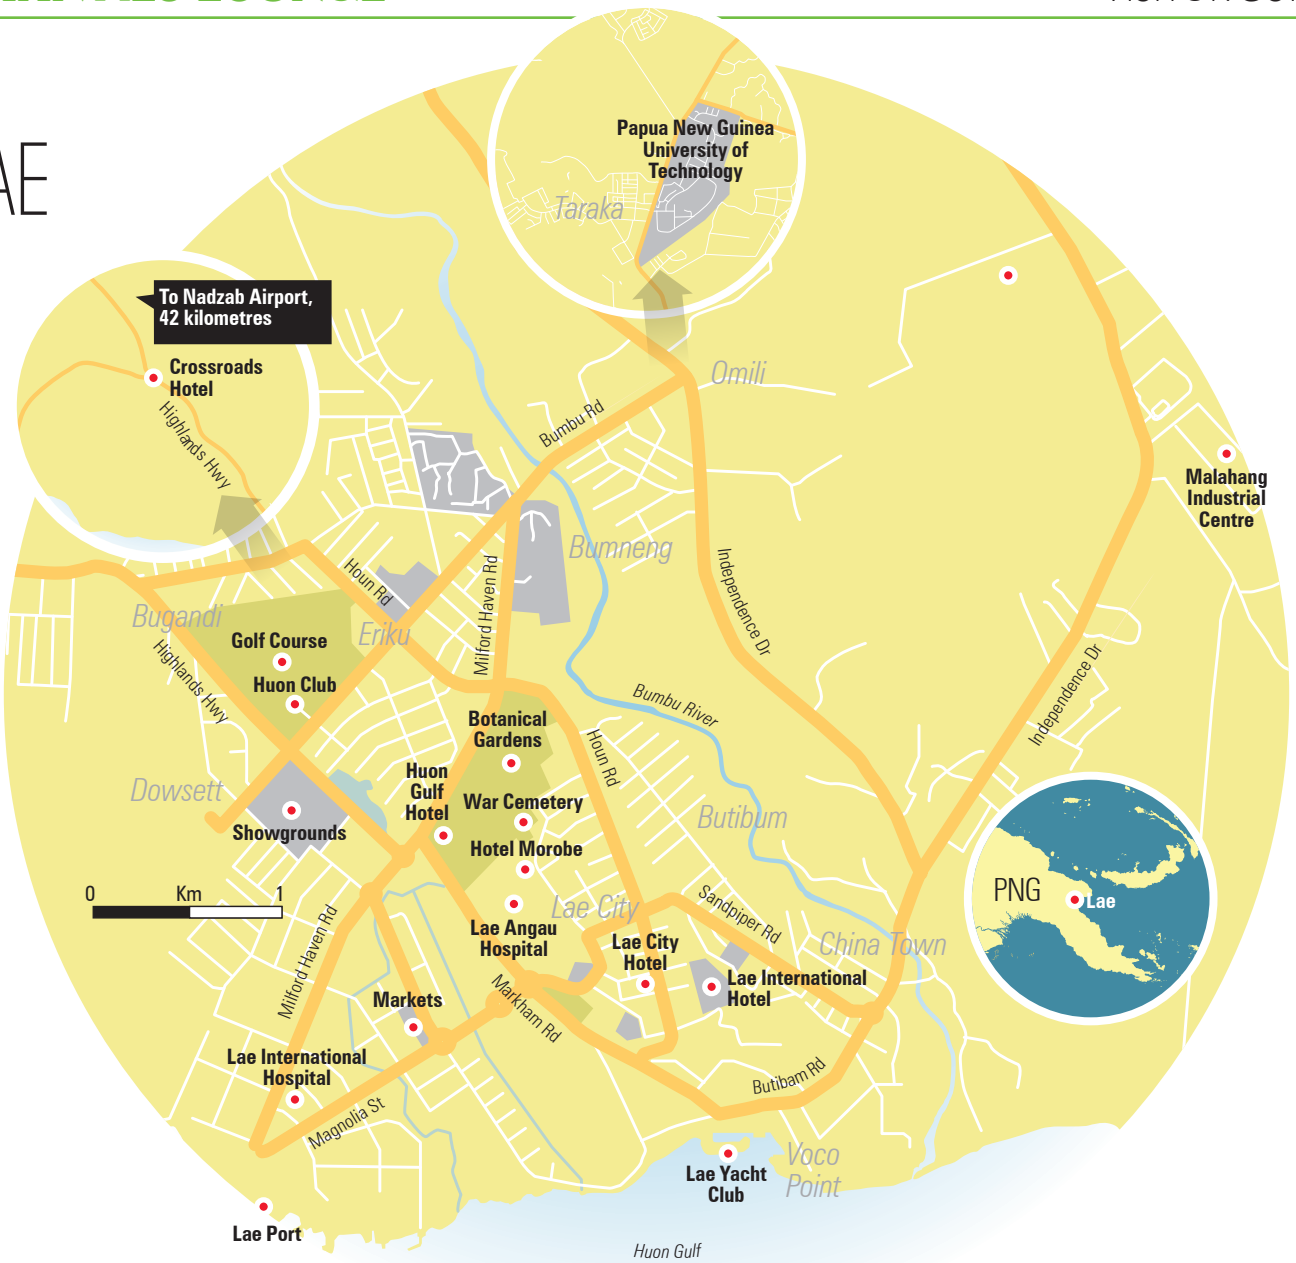 AE
Papua New Guinea
University of
Technology
Taraka
To Nadzab Airport,
42 kilometres
Crossroads
Hotel
Highlands Hwy
Omili
Bumbu Rd
Malahang
Industrial
Centre
Bumneng
Houn Rd
Milford Haven Rd
Independence Dr
Bugandi
Eriku
Golf Course
Highlands Hwy
Huon Club
Bumbu River
Independence Dr
Botanical
Gardens
Houn Rd
Huon
Gulf
Hotel
Dowsett
War Cemetery
Butibum
Showgrounds
Hotel Morobe
0 Km 1
PNG
Lae
Sandpiper Rd
Lae City
Lae Angau
Hospital
Lae City
Hotel
China Town
Milford Haven Rd
Markets
Markham Rd
Lae International
Hotel
Lae International
Hospital
Butibam Rd
Magnolia St
Voco
Point
Lae Yacht
Club
Lae Port
Huon Gulf